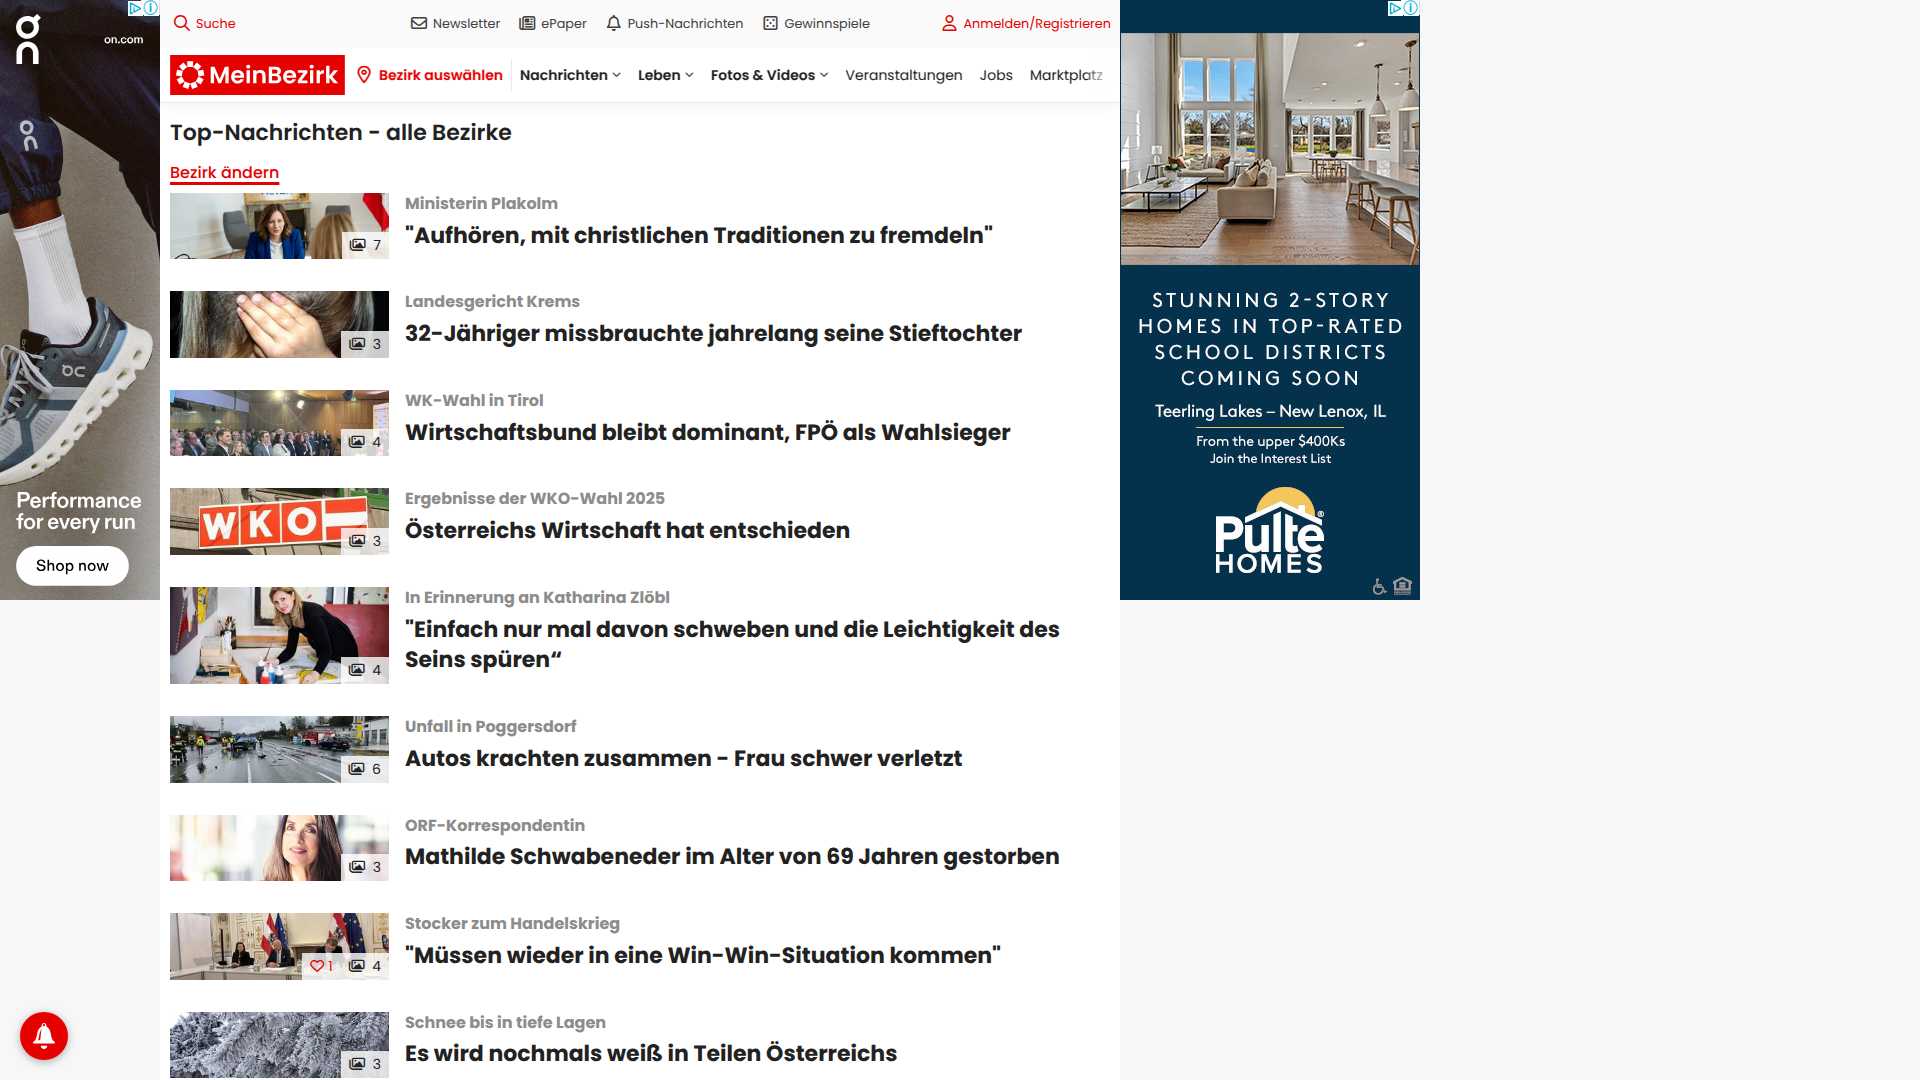 on
on.com
on
on
Performance
for every run
Shop now
Suche
Newsletter
ePaper
Push-Nachrichten
Gewinnspiele
Anmelden/Registrieren
MeinBezirk
Bezirk auswählen
Nachrichten
Leben
Fotos & Videos
Veranstaltungen
Jobs
Marktplatz
Top-Nachrichten - alle Bezirke
Bezirk ändern
7
Ministerin Plakolm
"Aufhören, mit christlichen Traditionen zu fremdeln"
3
Landesgericht Krems
32-Jähriger missbrauchte jahrelang seine Stieftochter
4
WK-Wahl in Tirol
Wirtschaftsbund bleibt dominant, FPÖ als Wahlsieger
WKO
3
Ergebnisse der WKO-Wahl 2025
Österreichs Wirtschaft hat entschieden
4
In Erinnerung an Katharina Zlöbl
"Einfach nur mal davon schweben und die Leichtigkeit des
Seins spüren“
6
Unfall in Poggersdorf
Autos krachten zusammen - Frau schwer verletzt
3
ORF-Korrespondentin
Mathilde Schwabeneder im Alter von 69 Jahren gestorben
1
4
Stocker zum Handelskrieg
"Müssen wieder in eine Win-Win-Situation kommen"
3
Schnee bis in tiefe Lagen
Es wird nochmals weiß in Teilen Österreichs
STUNNING 2-STORY
HOMES IN TOP-RATED
SCHOOL DISTRICTS
COMING SOON
Teerling Lakes – New Lenox, IL
From the upper $400Ks
Join the Interest List
Pulte®
HOMES